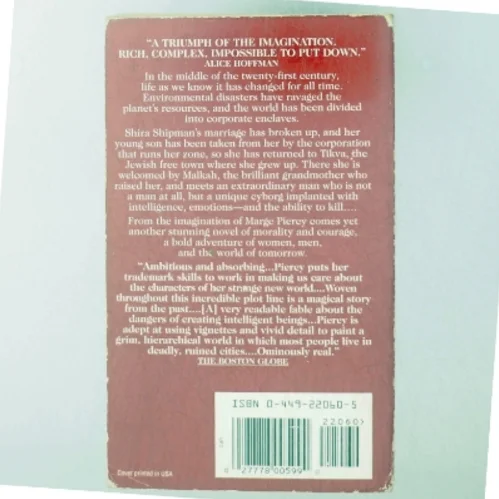 "A TRIUMPH OF THE IMAGINATION.
RICH, COMPLEX, IMPOSSIBLE TO PUT DOWN."
ALICE HOFFMAN
In the middle of the twenty-first century,
life as we know it has changed for all time.
Environmental disasters have ravaged the
planet's resources, and the world has been divided
into corporate enclaves.
Shira Shipman's marriage has broken up, and her
young son has been taken from her by the corporation
that runs her zone, so she has returned to Tikva, the
Jewish free town where she grew up. There she is
welcomed by Malkah, the brilliant grandmother who
raised her, and meets an extraordinary man who is not
a man at all, but a unique cyborg implanted with
intelligence, emotions—and the ability to kill....
From the imagination of Marge Piercy comes yet
another stunning novel of morality and courage,
a bold adventure of women, men,
and the world of tomorrow.
"Ambitious and absorbing...Piercy puts her
trademark skills to work in making us care about
the characters of her strange new world....Woven
throughout this incredible plot line is a magical story
from the past....[A] very readable fable about the
dangers of creating intelligent beings...Piercy is
adept at using vignettes and vivid detail to paint a
grim, hierarchical world in which most people live in
deadly, ruined cities....Ominously real."
THE BOSTON GLOBE
ISBN 0-449-22060-5
22060>
27778 00599
Cover printed in USA